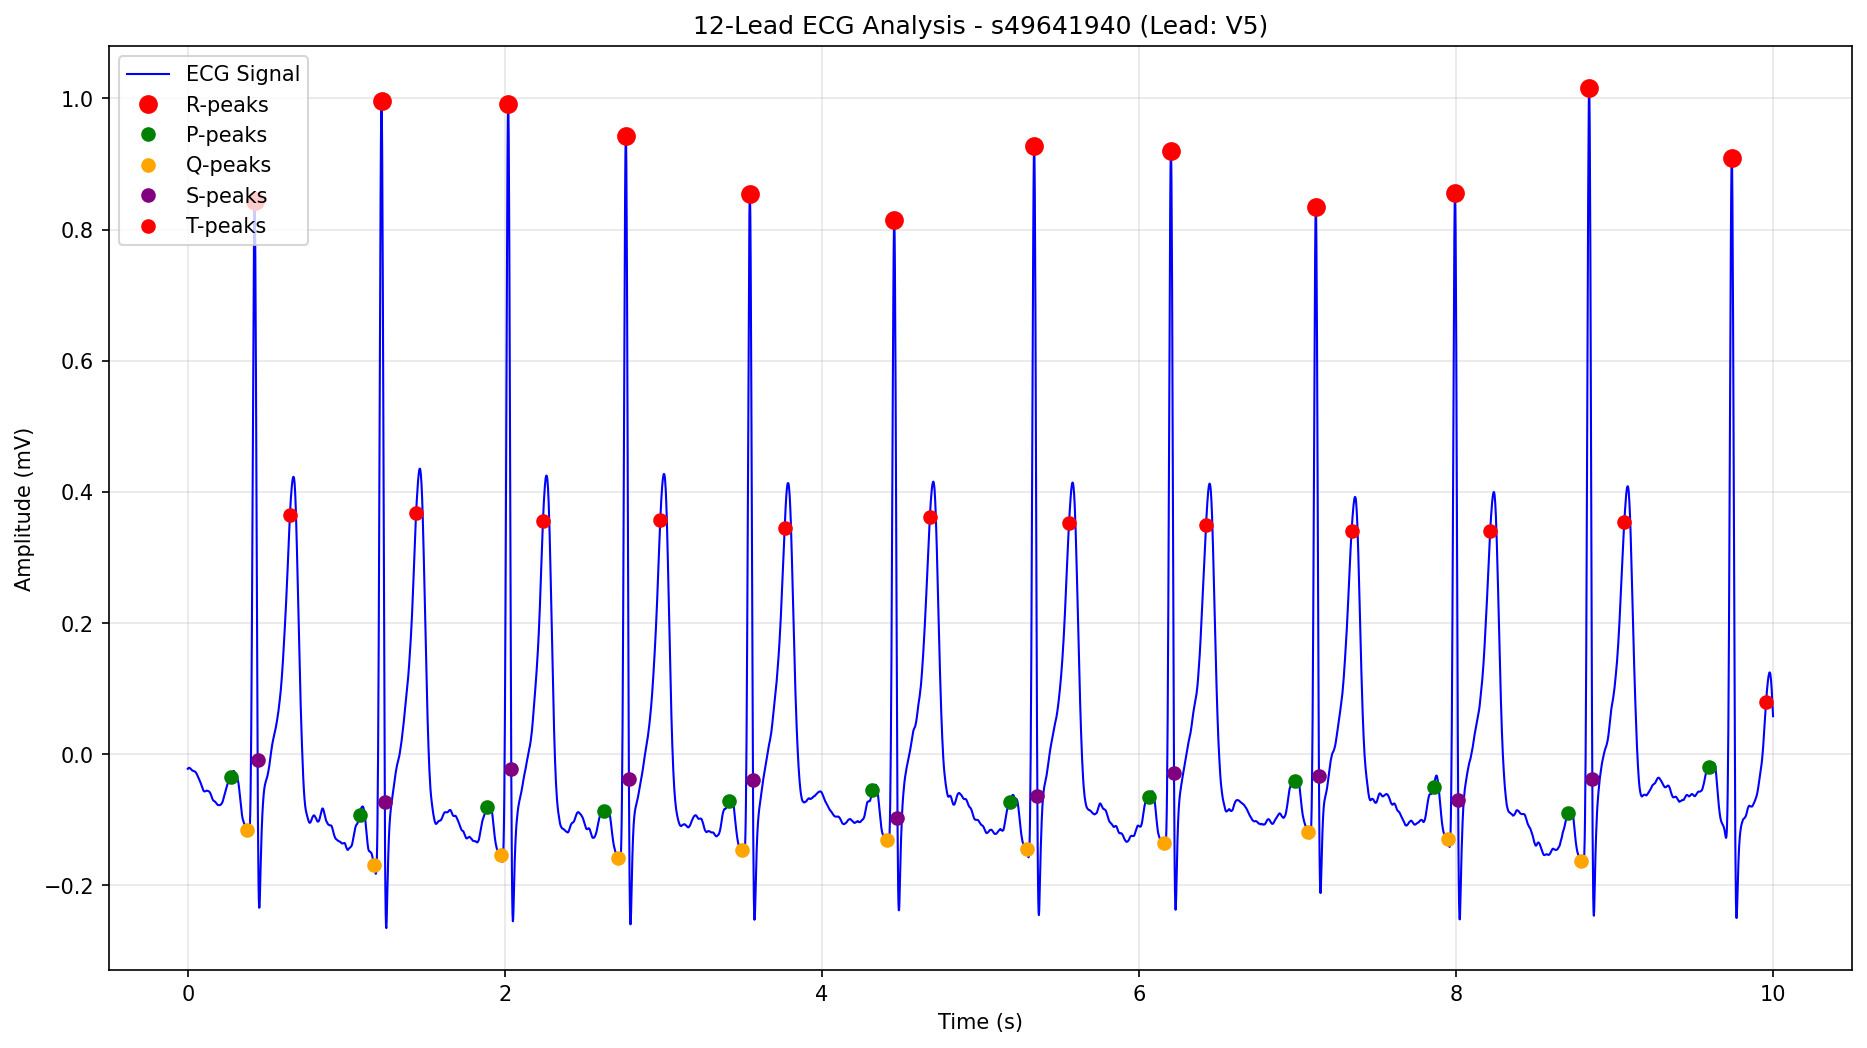 12-Lead ECG Analysis - s49641940 (Lead: V5)
ECG Signal
R-peaks
P-peaks
Q-peaks
S-peaks
T-peaks
1.0
0.8
0.6
0.4
0.2
0.0
−0.2
Amplitude (mV)
0 2 4 6 8 10
Time (s)